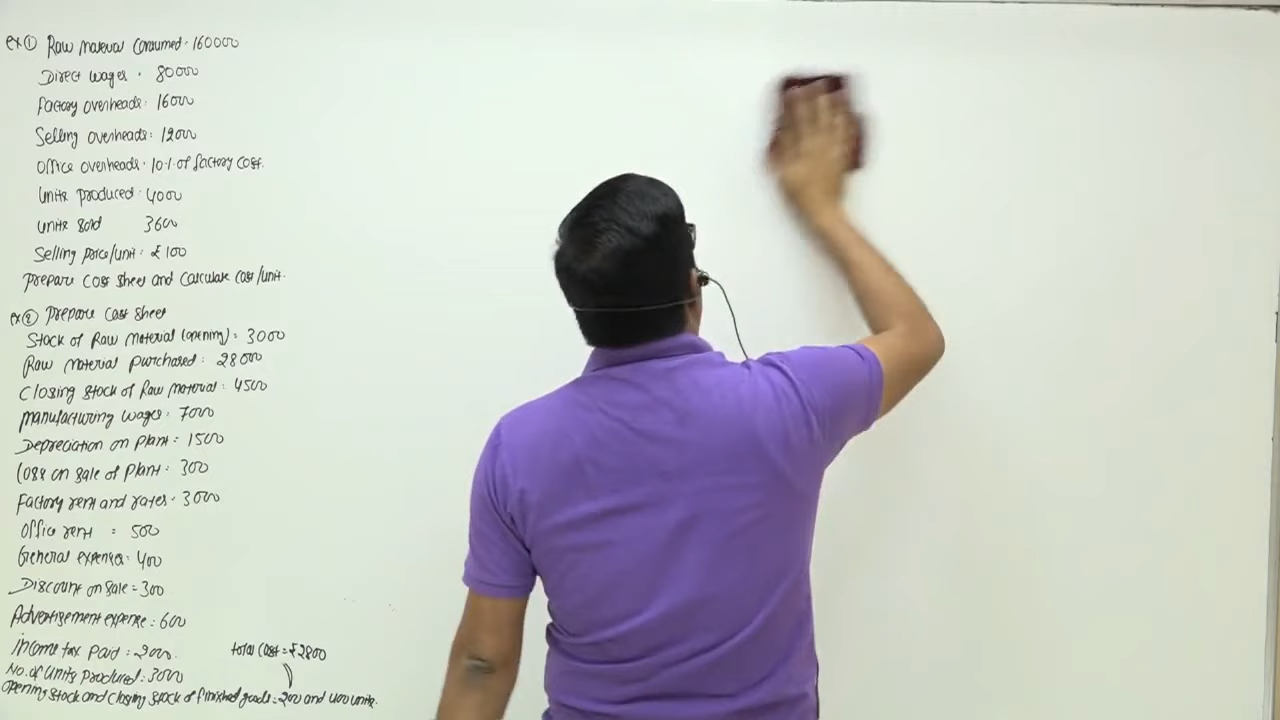 ex① Raw material consumed · 160000
Direct wages · 80000
Factory overheads · 16000
Selling overheads : 12000
Office overheads · 10% of factory cost.
Units produced : 4000
Units sold 3600
Selling price/unit : ₹100
Prepare cost sheet and calculate cost/unit.
ex② Prepare cost sheet
Stock of Raw material (opening) : 3000
Raw material purchased : 28000
Closing stock of Raw material : 4500
manufacturing wages : 7000
Depreciation on plant : 1500
Loss on sale of plant : 300
Factory rent and rates · 3000
Office rent = 500
General expenses : 400
Discount on sale = 300
Advertisement expense : 600
Income tax paid : 2000.
total cost = ₹2800
No. of units produced : 3000
Opening stock and closing stock of finished goods = 200 and 400 units.